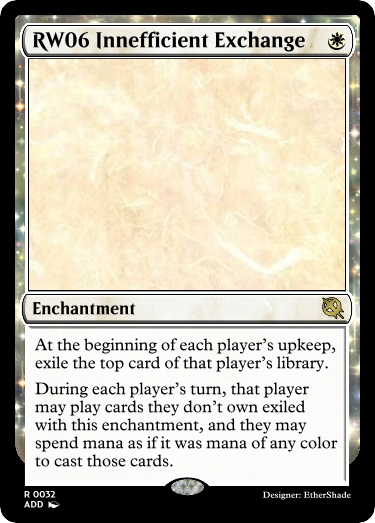 RW06 Innefficient Exchange
Enchantment
At the beginning of each player's upkeep,
exile the top card of that player's library.
During each player's turn, that player
may play cards they don't own exiled
with this enchantment, and they may
spend mana as if it was mana of any color
to cast those cards.
R 0032
ADD
Designer: EtherShade